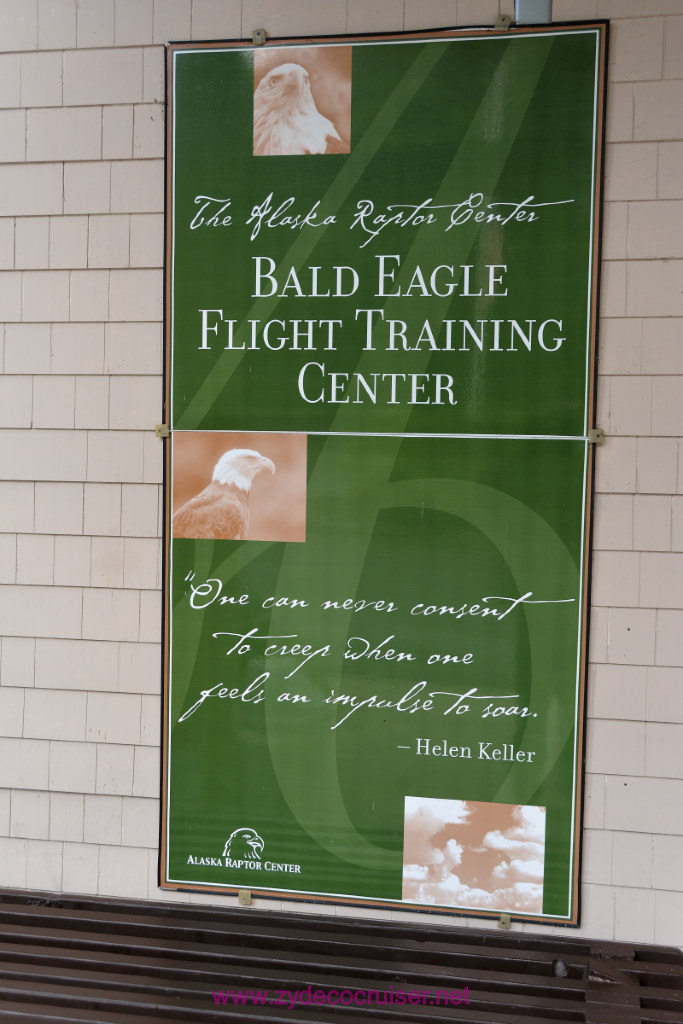 The Alaska Raptor Center
BALD EAGLE
FLIGHT TRAINING
CENTER
"One can never consent
to creep when one
feels an impulse to soar.
– Helen Keller
ALASKA RAPTOR CENTER
www.zydecocruiser.net